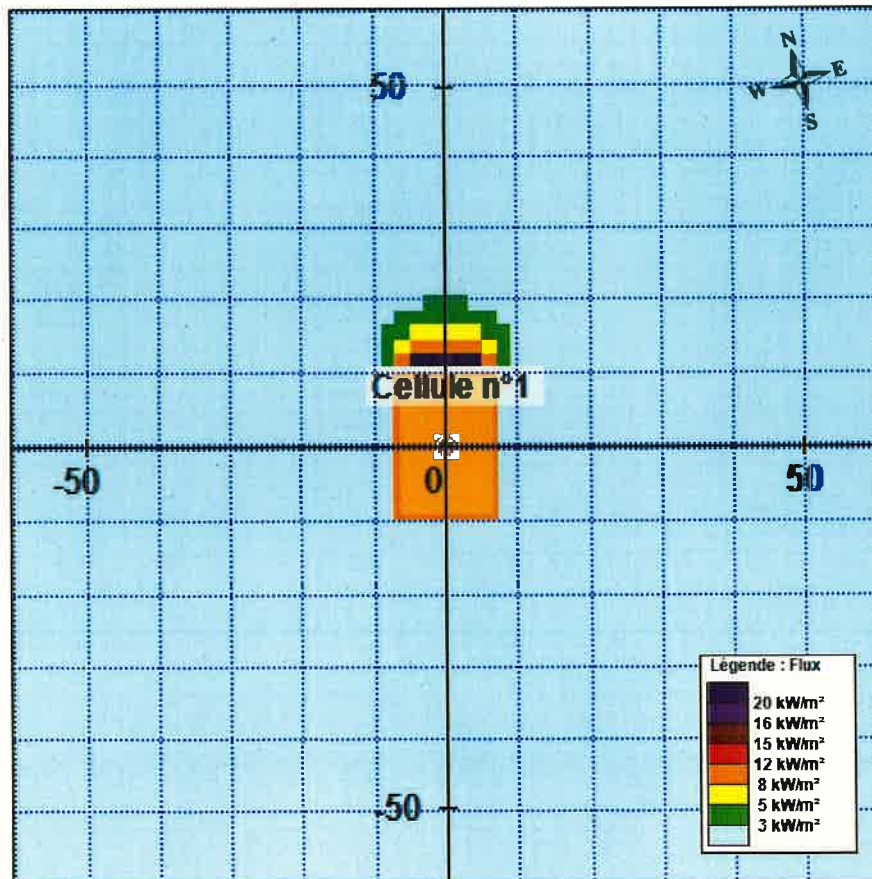 N
W E
S
50
Cellule n°1
-50 0 50
-50
Légende : Flux
20 kW/m²
16 kW/m²
15 kW/m²
12 kW/m²
8 kW/m²
5 kW/m²
3 kW/m²